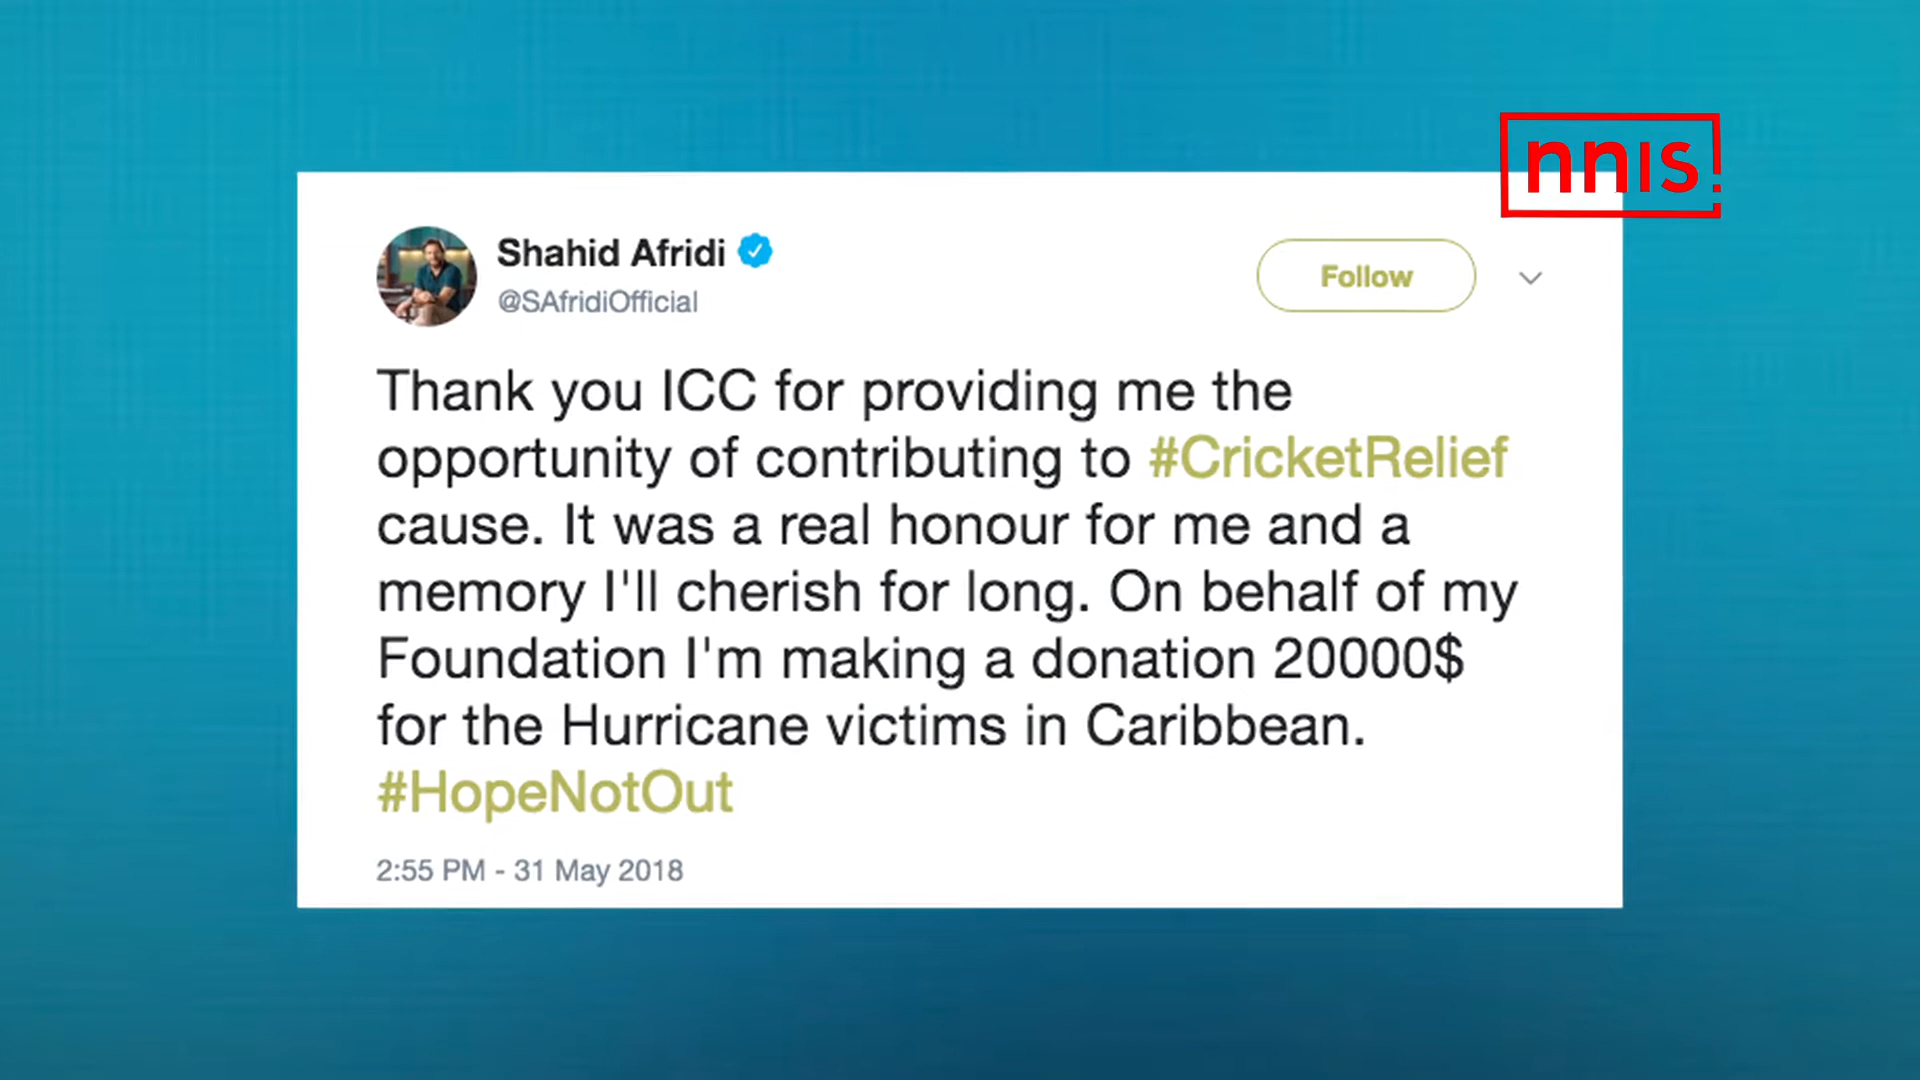 nnis!
Shahid Afridi
@SAfridiOfficial
Follow
Thank you ICC for providing me the
opportunity of contributing to #CricketRelief
cause. It was a real honour for me and a
memory I'll cherish for long. On behalf of my
Foundation I'm making a donation 20000$
for the Hurricane victims in Caribbean.
#HopeNotOut
2:55 PM - 31 May 2018